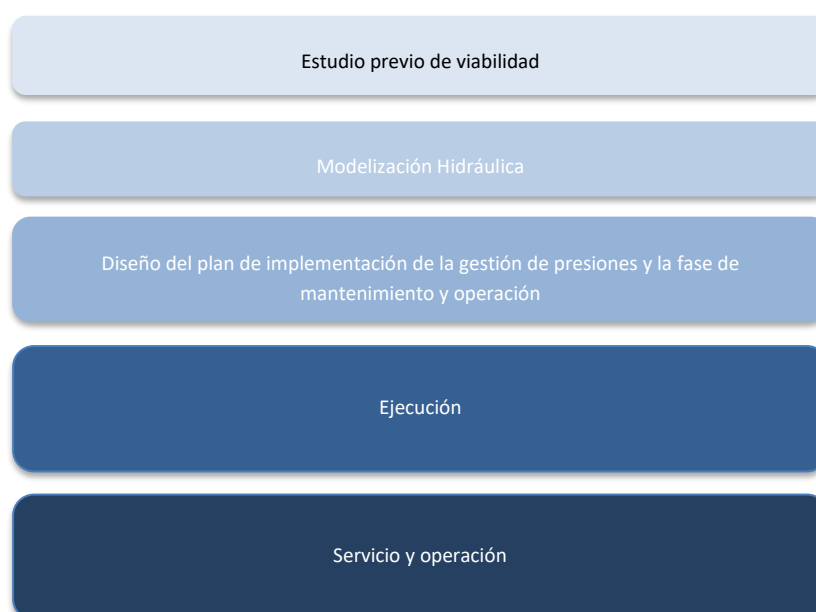 Estudio previo de viabilidad
Modelización Hidráulica
Diseño del plan de implementación de la gestión de presiones y la fase de
mantenimiento y operación
Ejecución
Servicio y operación